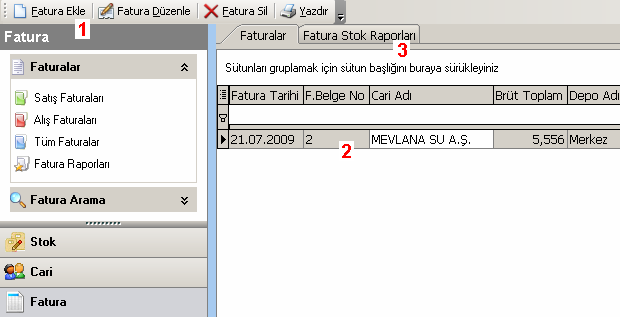 Fatura Ekle Fatura Düzenle Fatura Sil Yazdır
1
Fatura
Faturalar Fatura Stok Raporları
3
Faturalar
Sütunları gruplamak için sütun başlığını buraya sürükleyiniz
Satış Faturaları
Alış Faturaları
Tüm Faturalar
Fatura Raporları
Fatura Tarihi F.Belge No Cari Adı Brüt Toplam Depo Adı
21.07.2009 2 MEVLANA SU A.Ş. 5,556 Merkez
2
Fatura Arama
Stok
Cari
Fatura